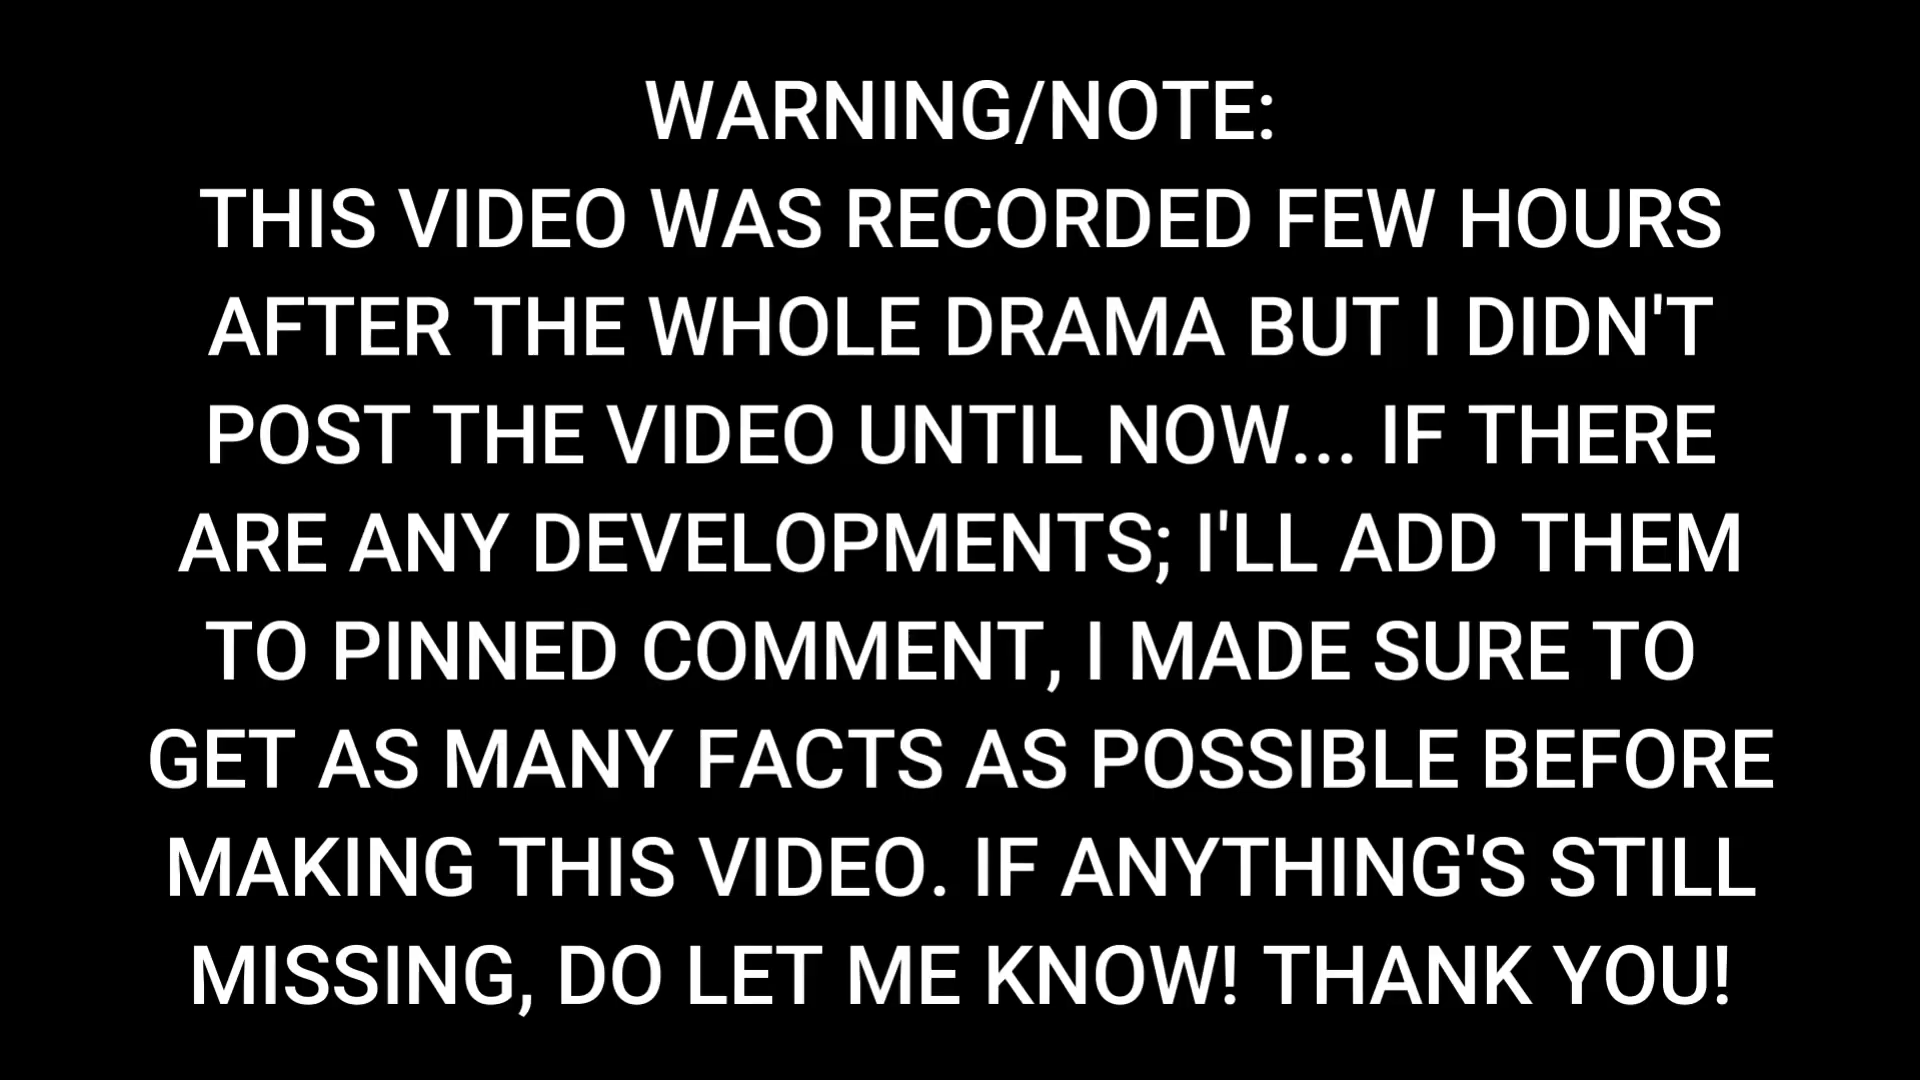 WARNING/NOTE:
THIS VIDEO WAS RECORDED FEW HOURS
AFTER THE WHOLE DRAMA BUT I DIDN'T
POST THE VIDEO UNTIL NOW... IF THERE
ARE ANY DEVELOPMENTS; I'LL ADD THEM
TO PINNED COMMENT, I MADE SURE TO
GET AS MANY FACTS AS POSSIBLE BEFORE
MAKING THIS VIDEO. IF ANYTHING'S STILL
MISSING, DO LET ME KNOW! THANK YOU!